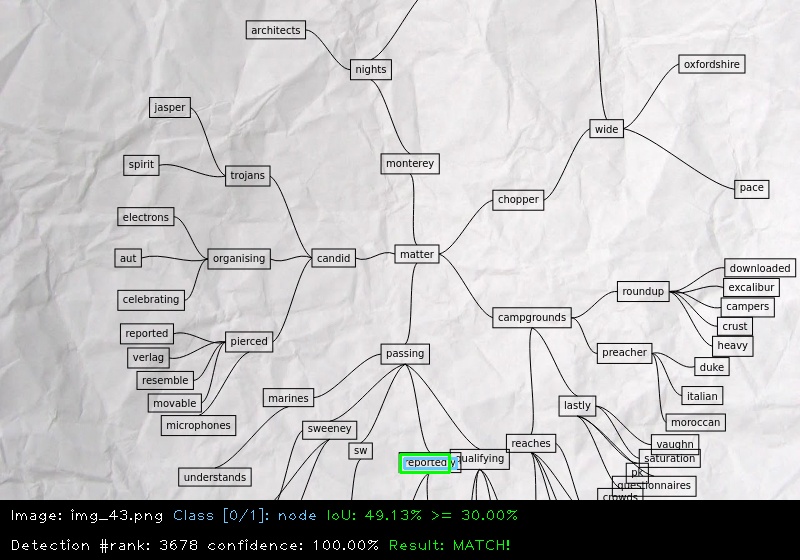 architects
nights
oxfordshire
jasper
wide
spirit
monterey
trojans
pace
chopper
electrons
aut
organising
candid
matter
downloaded
excalibur
celebrating
roundup
campers
campgrounds
crust
reported
pierced
heavy
verlag
passing
preacher
duke
resemble
marines
italian
movable
lastly
microphones
moroccan
sweeney
reaches
vaughn
sw
qualifying
saturation
reported
pk
understands
questionnaires
crowds
Image: img_43.png Class [0/1]: node IoU: 49.13% >= 30.00%
Detection #rank: 3678 confidence: 100.00% Result: MATCH!